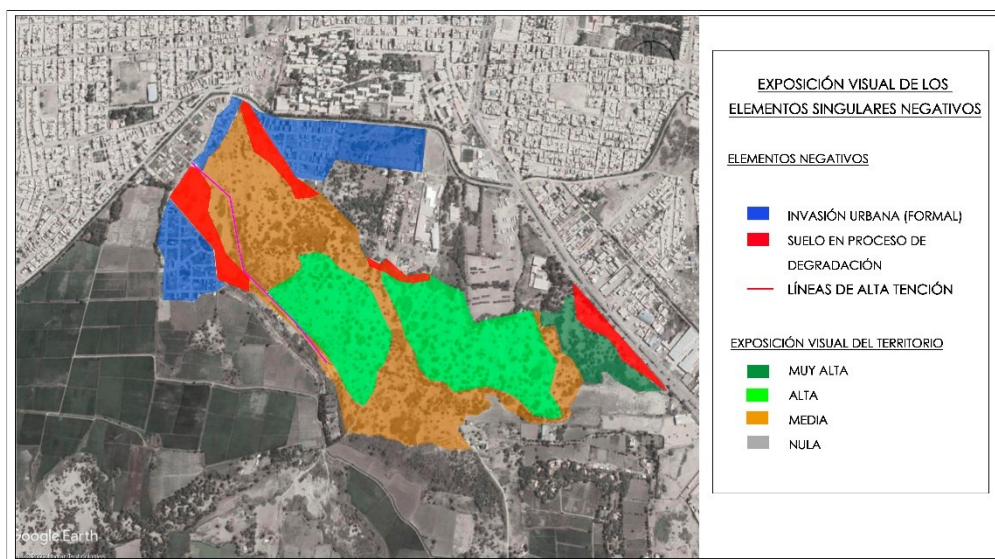 EXPOSICIÓN VISUAL DE LOS
ELEMENTOS SINGULARES NEGATIVOS
ELEMENTOS NEGATIVOS
INVASIÓN URBANA (FORMAL)
SUELO EN PROCESO DE
DEGRADACIÓN
LÍNEAS DE ALTA TENCIÓN
EXPOSICIÓN VISUAL DEL TERRITORIO
MUY ALTA
ALTA
MEDIA
NULA
Google Earth